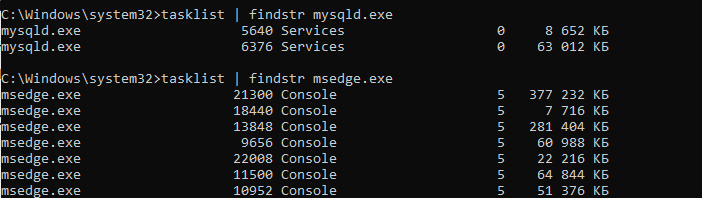 C:\Windows\system32>tasklist | findstr mysqld.exe
mysqld.exe                    5640 Services                   0     8 652 КБ
mysqld.exe                    6376 Services                   0    63 012 КБ

C:\Windows\system32>tasklist | findstr msedge.exe
msedge.exe                   21300 Console                    5   377 232 КБ
msedge.exe                   18440 Console                    5     7 716 КБ
msedge.exe                   13848 Console                    5   281 404 КБ
msedge.exe                    9656 Console                    5    60 988 КБ
msedge.exe                   22008 Console                    5    22 216 КБ
msedge.exe                   11500 Console                    5    64 844 КБ
msedge.exe                   10952 Console                    5    51 376 КБ